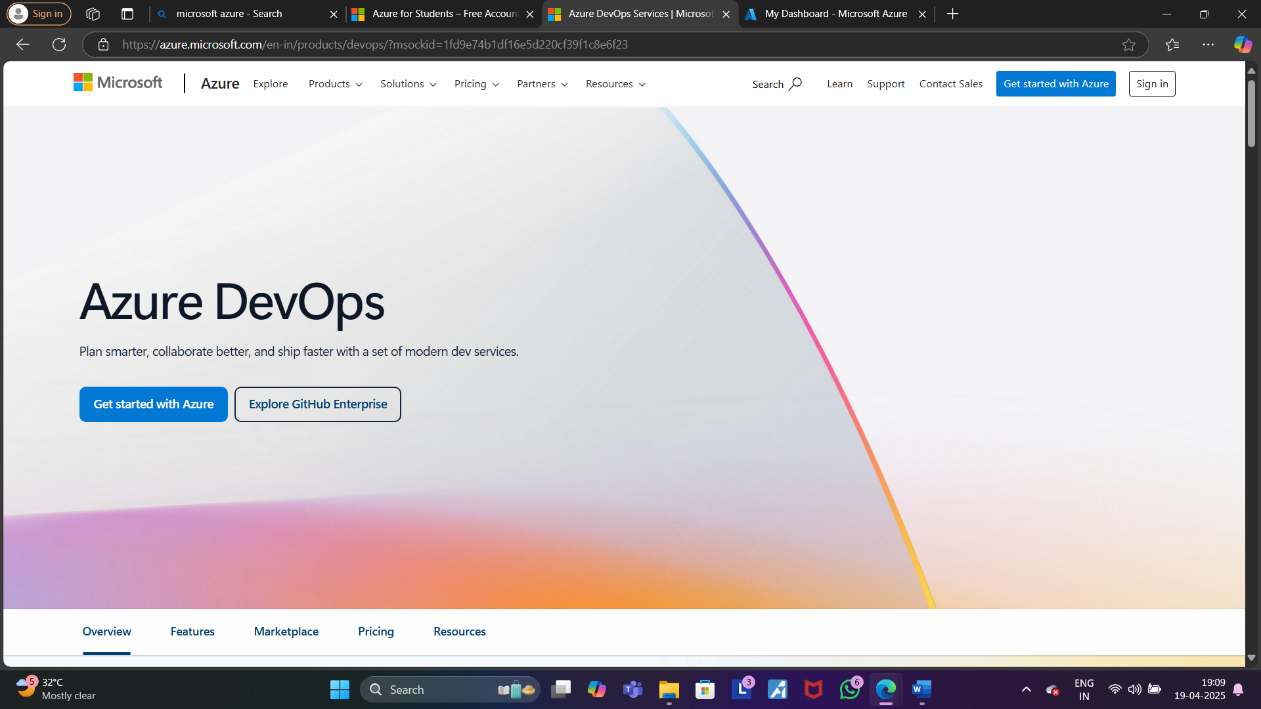 Sign in
microsoft azure - Search
Azure for Students – Free Account
Azure DevOps Services | Microsof
My Dashboard - Microsoft Azure
https://azure.microsoft.com/en-in/products/devops/?msockid=1fd9e74b1df16e5d220cf39f1c8e6f23
Microsoft
Azure
Explore
Products
Solutions
Pricing
Partners
Resources
Search
Learn
Support
Contact Sales
Get started with Azure
Sign in
Azure DevOps
Plan smarter, collaborate better, and ship faster with a set of modern dev services.
Get started with Azure
Explore GitHub Enterprise
Overview
Features
Marketplace
Pricing
Resources
5
32°C
Mostly clear
Search
L
3
6
ENG
IN
19:09
19-04-2025